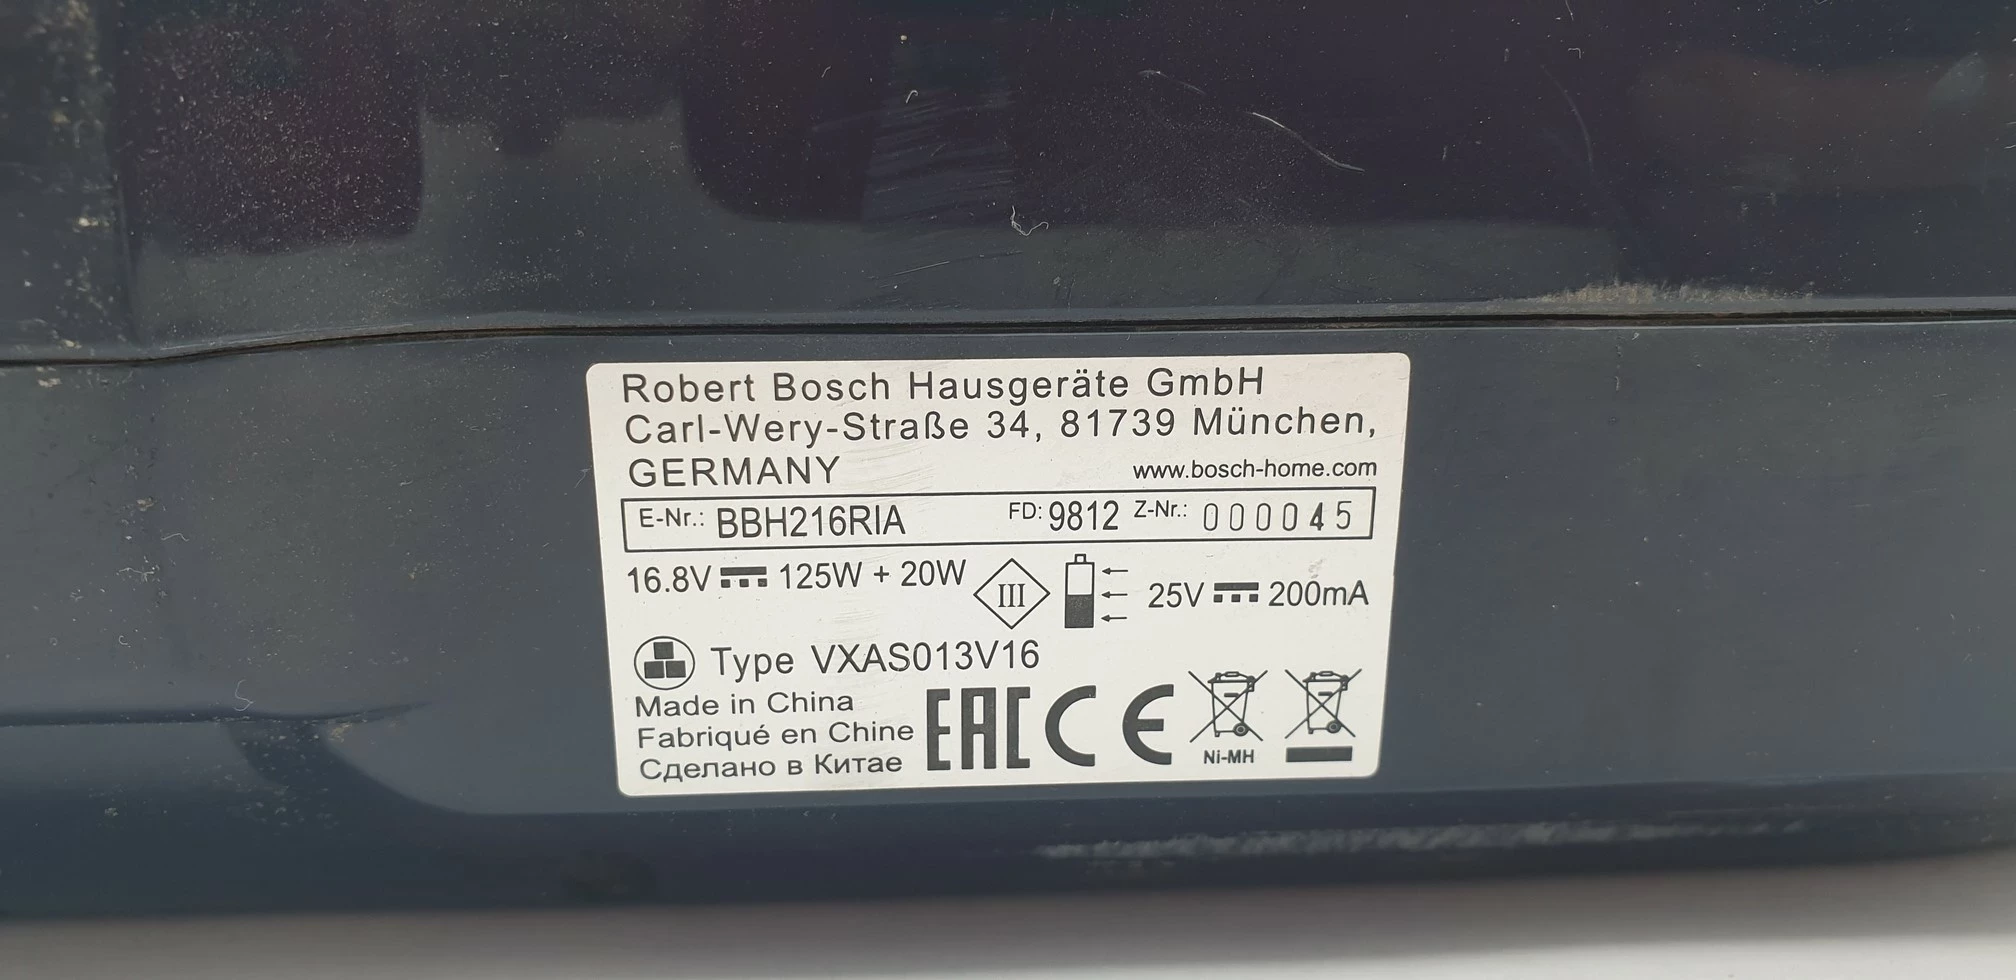 Robert Bosch Hausgeräte GmbH
Carl-Wery-Straße 34, 81739 München,
GERMANY www.bosch-home.com
E-Nr.: BBH216RIA FD: 9812 Z-Nr.: 000045
16.8V 125W + 20W III 25V 200mA
Type VXAS013V16
Made in China
Fabriqué en Chine
Сделано в Китае
EAC CE Ni-MH